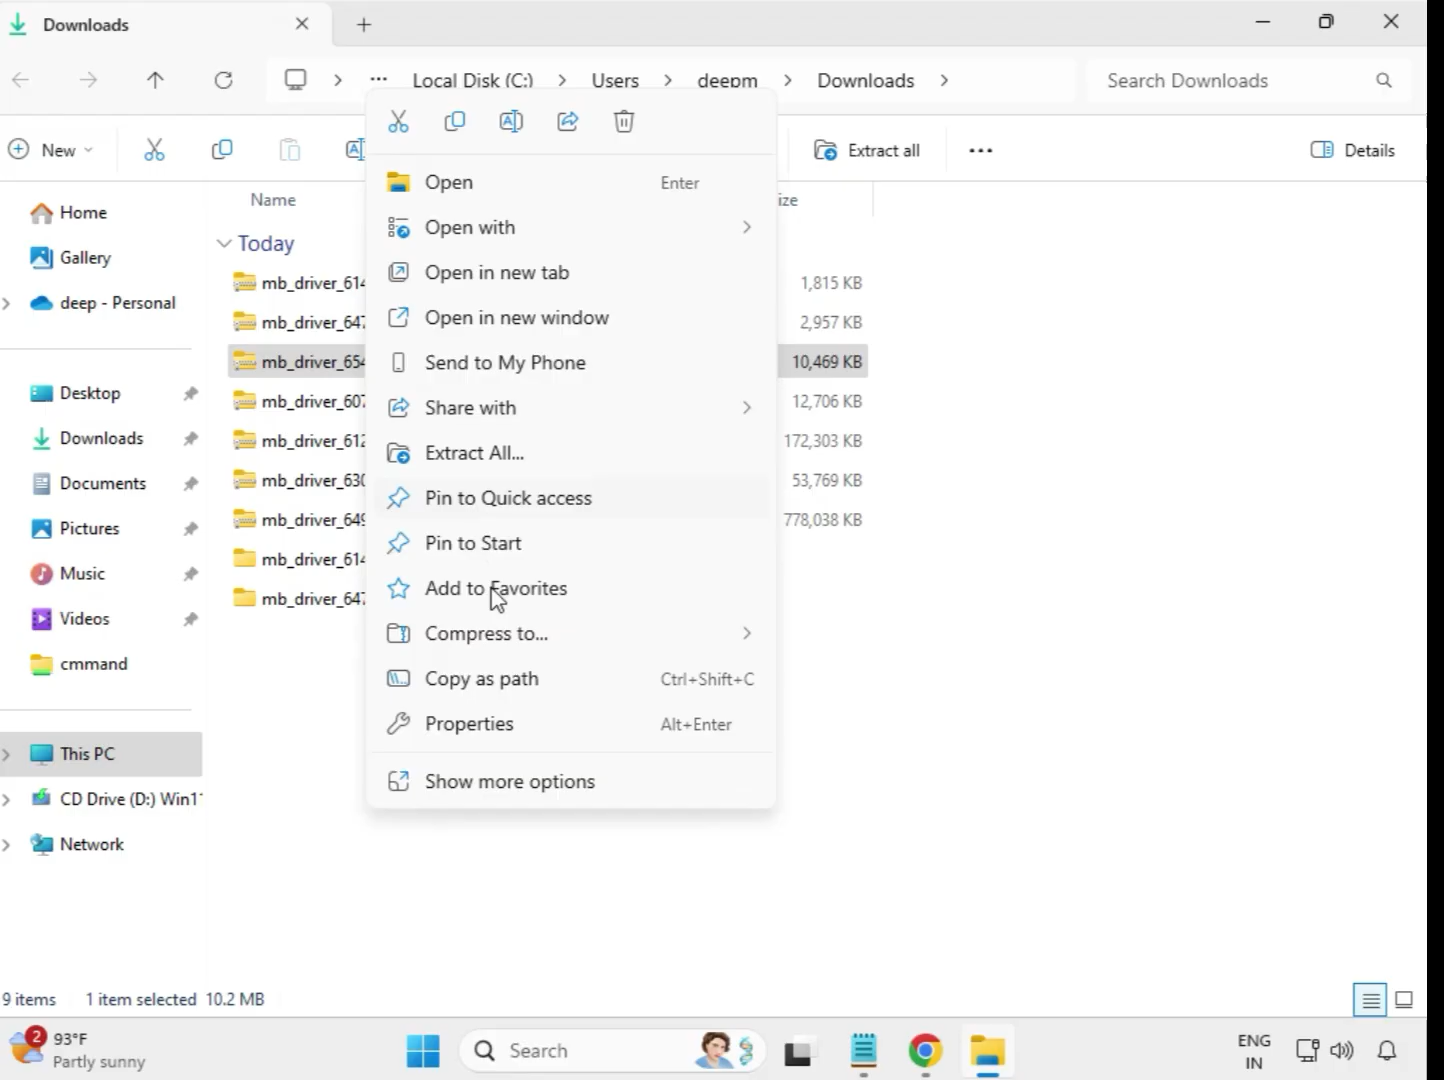 Downloads
Local Disk (C:) Users deepm Downloads
Search Downloads
New
Extract all
Details
Name
ize
Home
Gallery
deep - Personal
Desktop
Downloads
Documents
Pictures
Music
Videos
cmmand
This PC
CD Drive (D:) Win1
Network
Today
mb_driver_614 1,815 KB
mb_driver_647 2,957 KB
mb_driver_654 10,469 KB
mb_driver_607 12,706 KB
mb_driver_612 172,303 KB
mb_driver_630 53,769 KB
mb_driver_649 778,038 KB
mb_driver_614
mb_driver_647
Open Enter
Open with
Open in new tab
Open in new window
Send to My Phone
Share with
Extract All...
Pin to Quick access
Pin to Start
Add to Favorites
Compress to...
Copy as path Ctrl+Shift+C
Properties Alt+Enter
Show more options
9 items 1 item selected 10.2 MB
2
93°F
Partly sunny
Search
ENG
IN